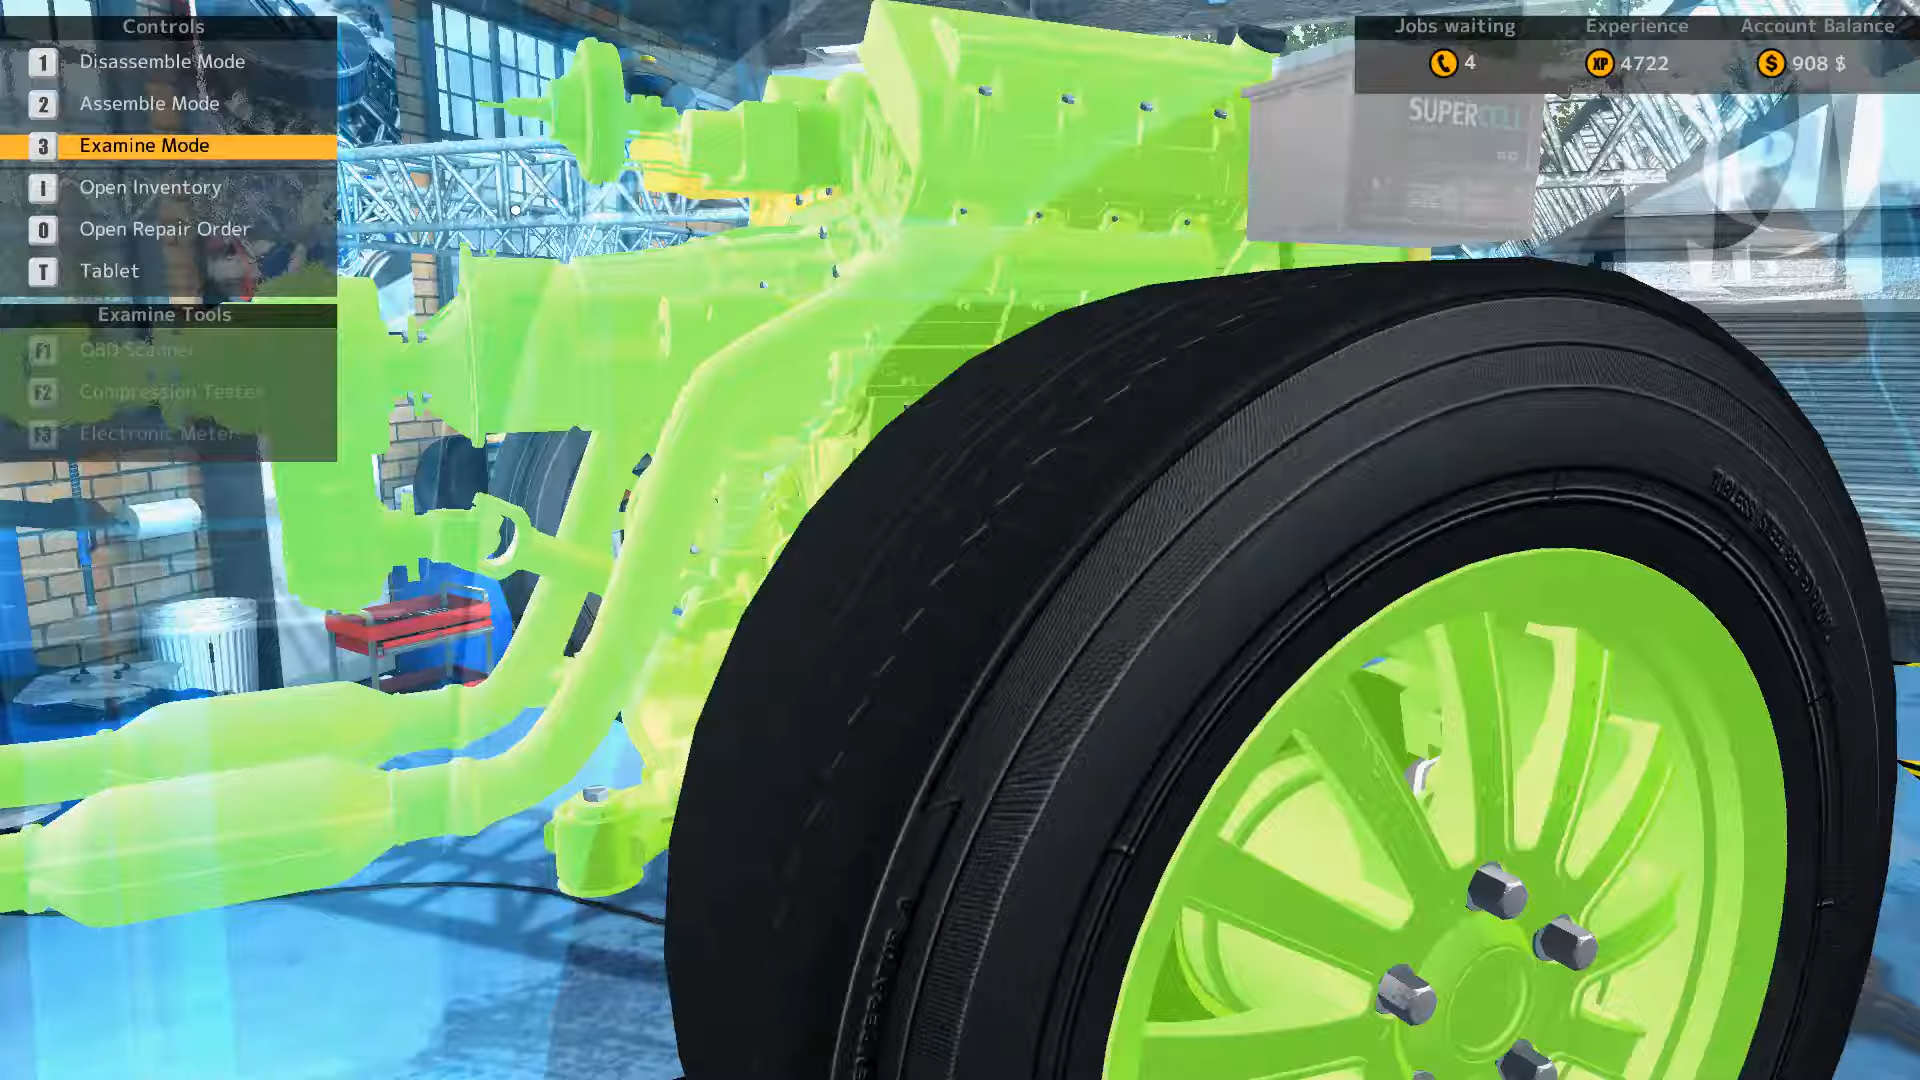 Controls
1 Disassemble Mode
2 Assemble Mode
3 Examine Mode
I Open Inventory
O Open Repair Order
T Tablet
Examine Tools
F1 OBD Scanner
F2 Compression Tester
F3 Electronic Meter
Jobs waiting Experience Account Balance
4 XP 4722 $ 908 $
SUPERCELL